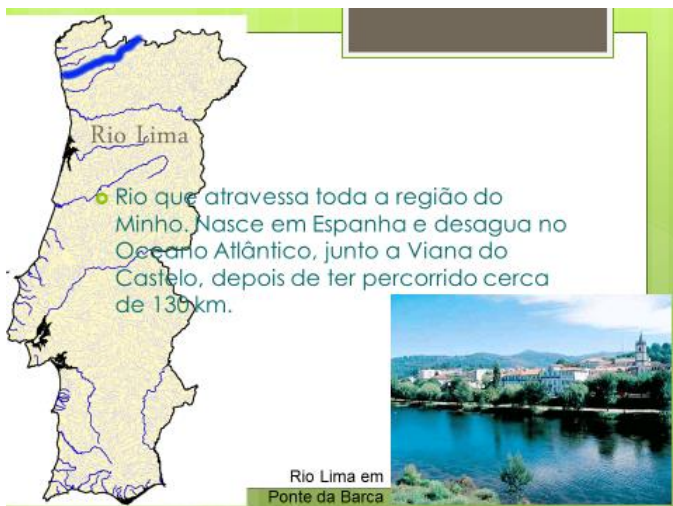 Rio Lima
Rio que atravessa toda a região do
Minho. Nasce em Espanha e desagua no
Oceano Atlântico, junto a Viana do
Castelo, depois de ter percorrido cerca
de 130 km.
Rio Lima em
Ponte da Barca